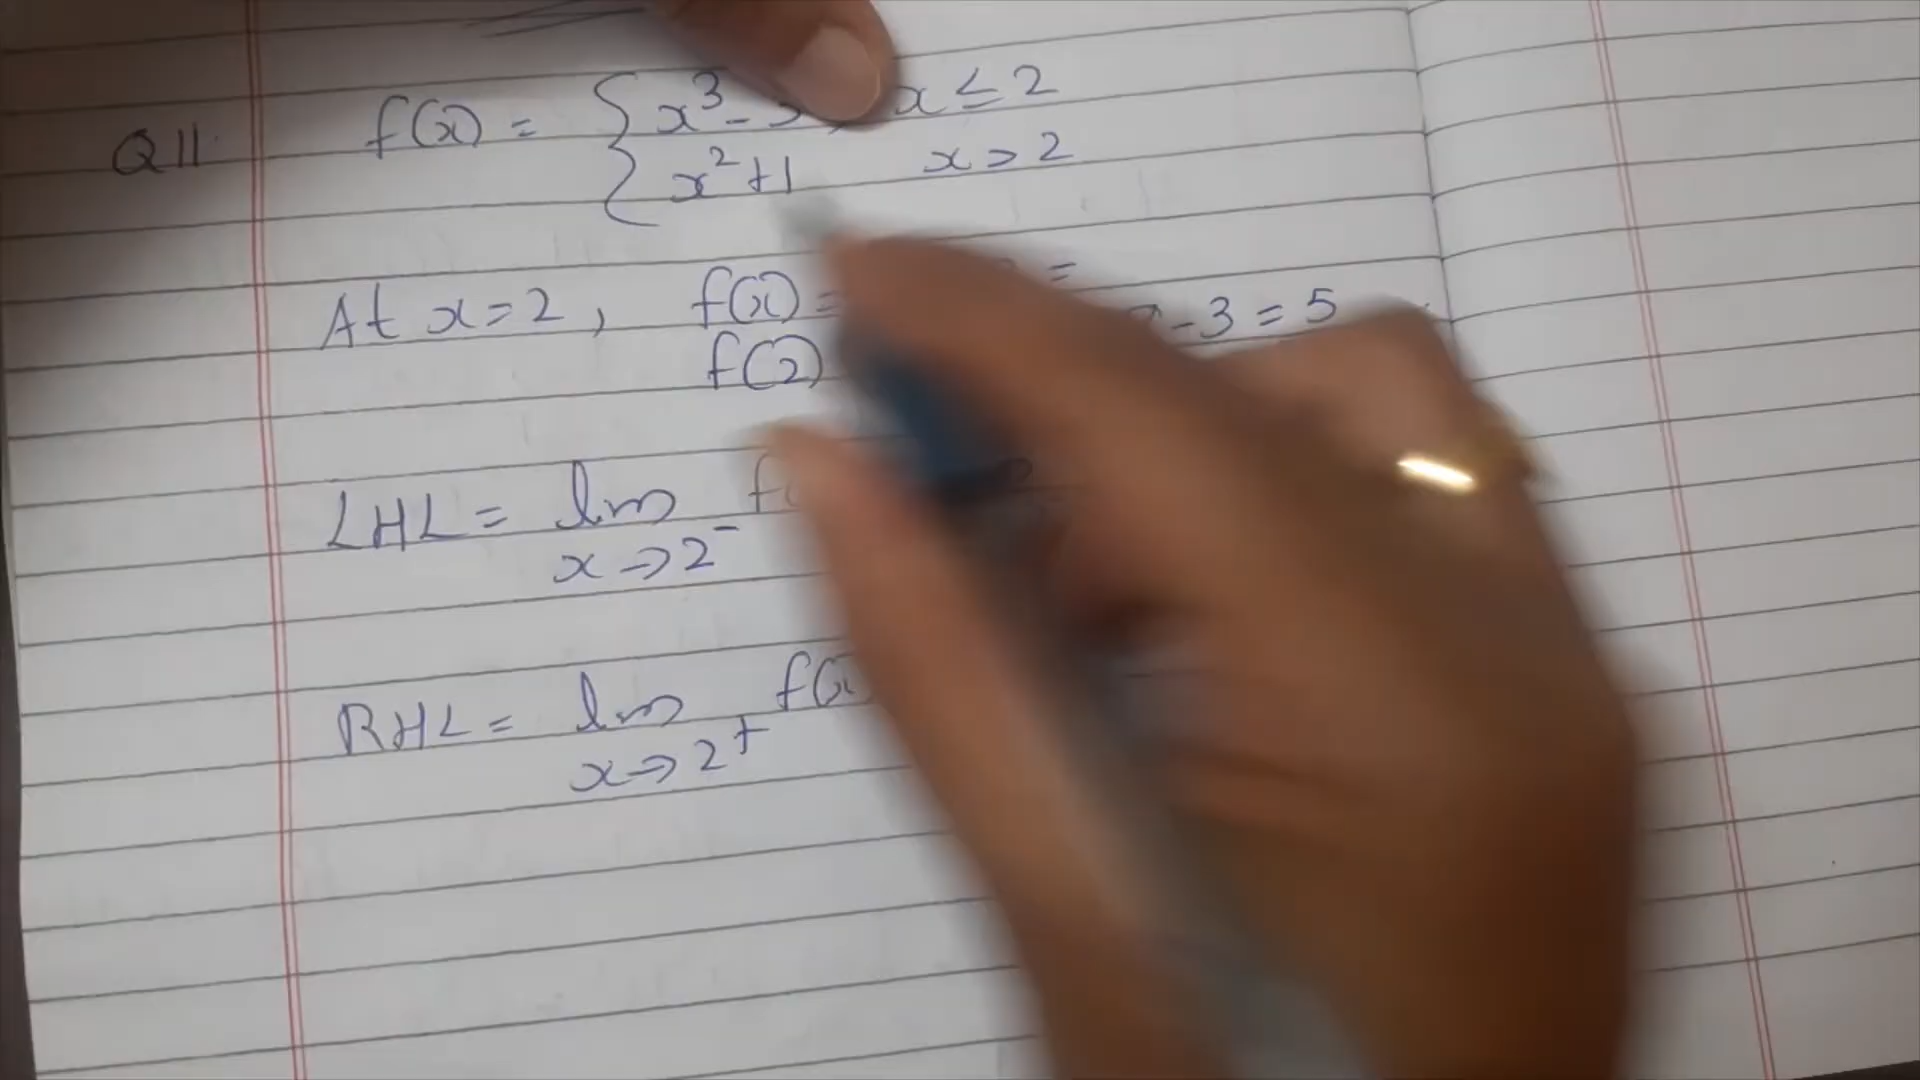 Q11. f(x) = { x³ - 3, x ≤ 2
x² + 1 x > 2
At x = 2, f(x) = =
f(2) - 3 = 5
LHL = lim
x → 2⁻
RHL = lim f(x
x → 2⁺